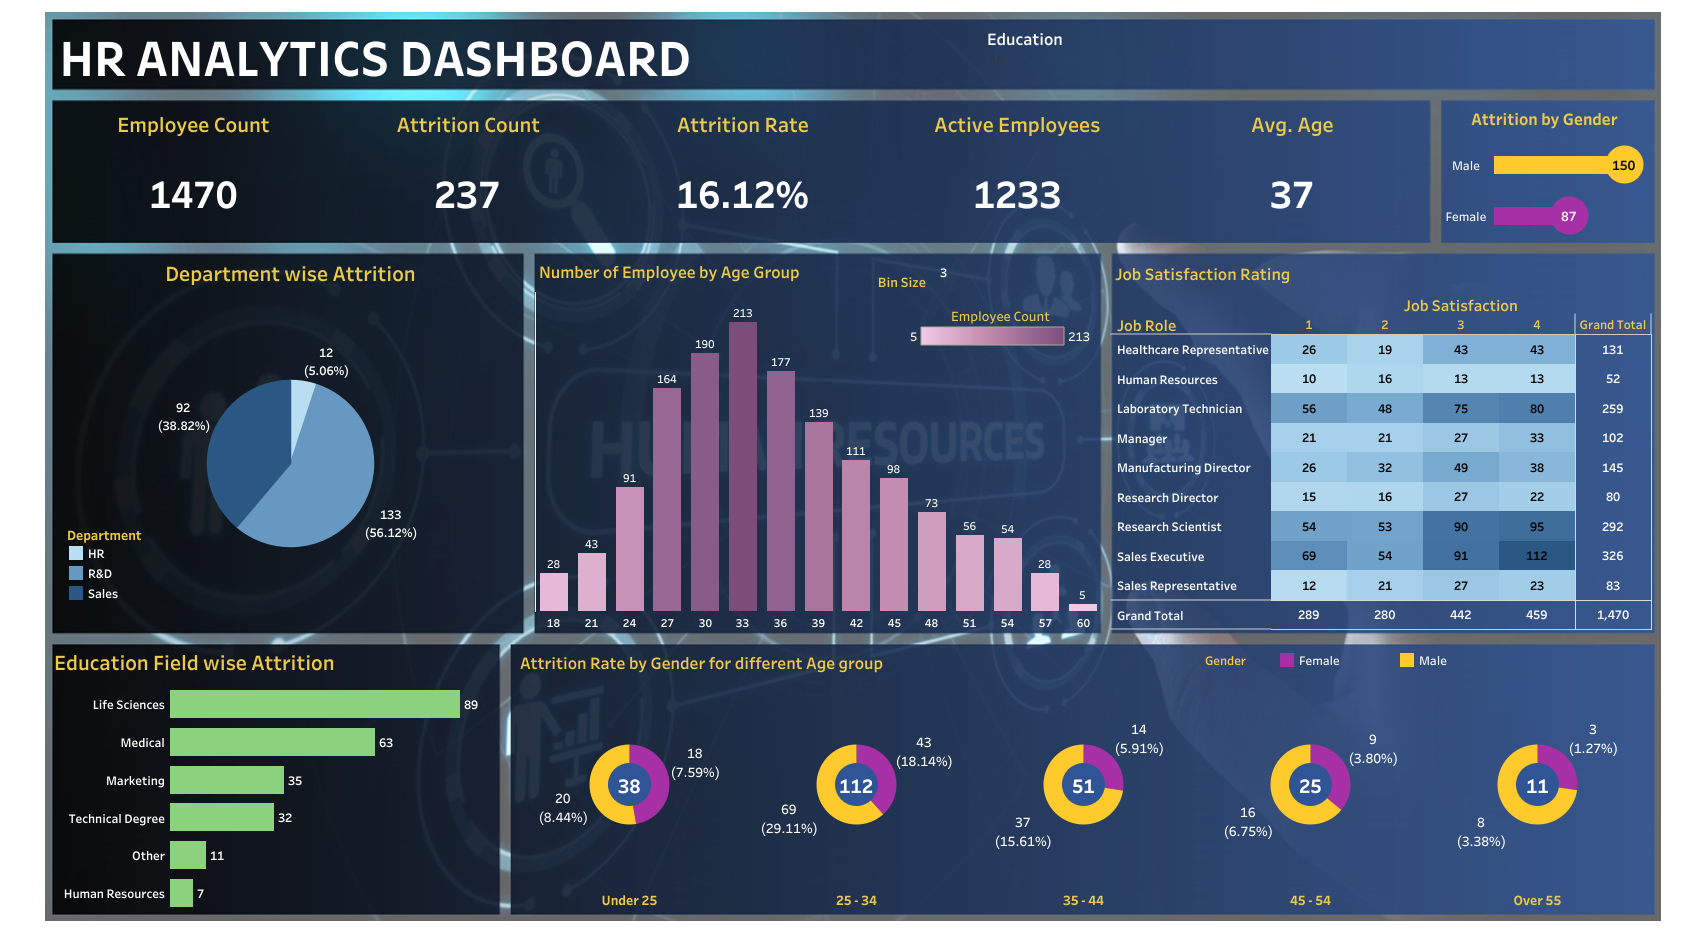 HR ANALYTICS DASHBOARD
Education
Employee Count
Attrition Count
Attrition Rate
Active Employees
Avg. Age
1470
237
16.12%
1233
37
Attrition by Gender
Male
150
Female
87
Department wise Attrition
12
(5.06%)
92
(38.82%)
133
(56.12%)
Department
HR
R&D
Sales
Number of Employee by Age Group
Bin Size
3
Employee Count
5
213
28
43
91
164
190
213
177
139
111
98
73
56
54
28
5
18 21 24 27 30 33 36 39 42 45 48 51 54 57 60
HUMAN RESOURCES
Job Satisfaction Rating
Job Satisfaction
Job Role 1 2 3 4 Grand Total
Healthcare Representative 26 19 43 43 131
Human Resources 10 16 13 13 52
Laboratory Technician 56 48 75 80 259
Manager 21 21 27 33 102
Manufacturing Director 26 32 49 38 145
Research Director 15 16 27 22 80
Research Scientist 54 53 90 95 292
Sales Executive 69 54 91 112 326
Sales Representative 12 21 27 23 83
Grand Total 289 280 442 459 1,470
Education Field wise Attrition
Life Sciences 89
Medical 63
Marketing 35
Technical Degree 32
Other 11
Human Resources 7
Attrition Rate by Gender for different Age group
Gender
Female
Male
18
(7.59%)
38
20
(8.44%)
Under 25
43
(18.14%)
112
69
(29.11%)
25 - 34
14
(5.91%)
51
37
(15.61%)
35 - 44
9
(3.80%)
25
16
(6.75%)
45 - 54
3
(1.27%)
11
8
(3.38%)
Over 55